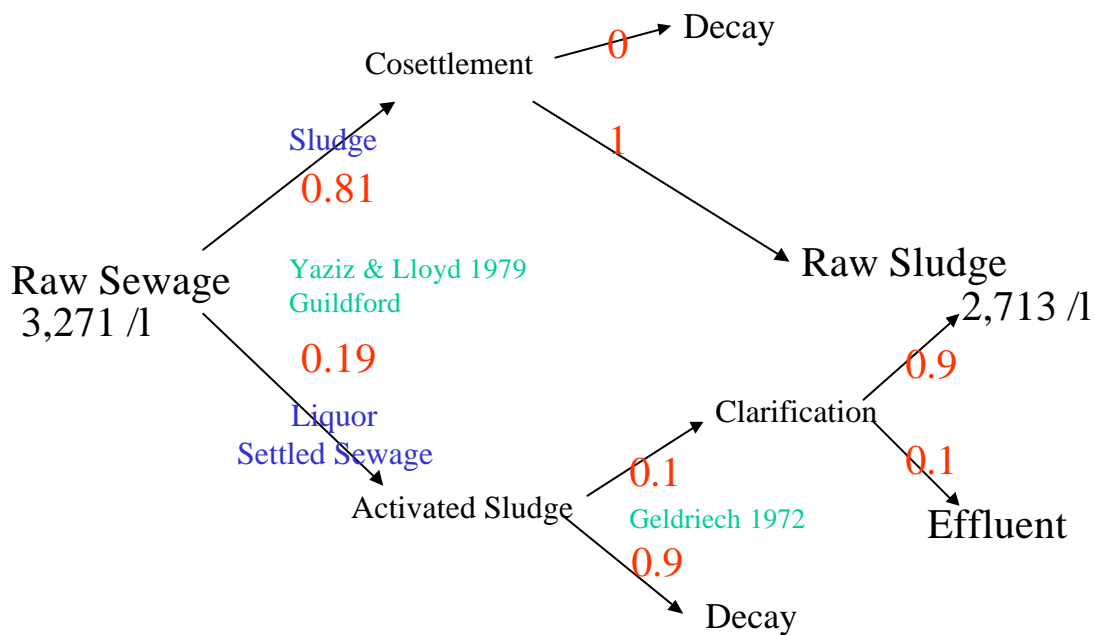 Decay
0
Cosettlement
1
Sludge
0.81
Raw Sewage
3,271 /l
Yaziz & Lloyd 1979
Guildford
Raw Sludge
2,713 /l
0.19
Liquor
Settled Sewage
0.9
Clarification
0.1
0.1
Activated Sludge
Geldriech 1972
Effluent
0.9
Decay